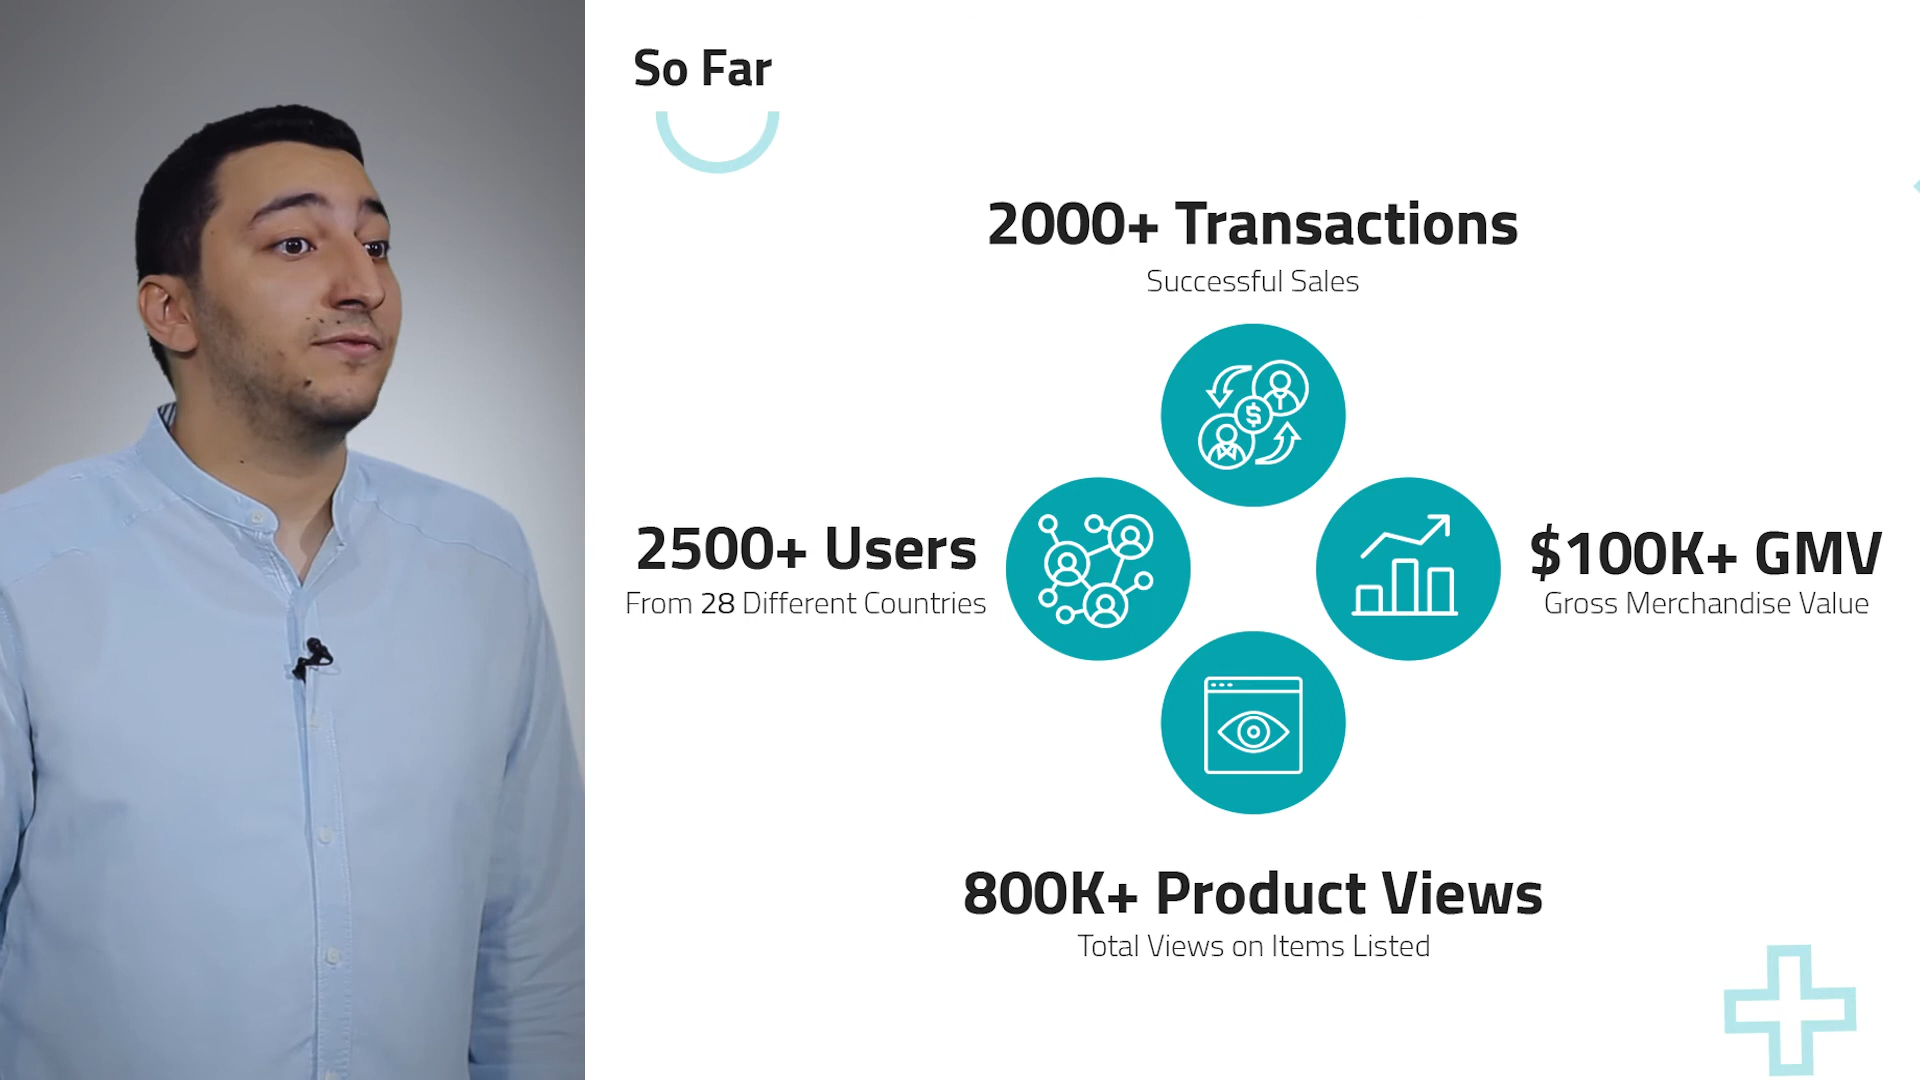 So Far
2000+ Transactions
Successful Sales
2500+ Users
From 28 Different Countries
$100K+ GMV
Gross Merchandise Value
800K+ Product Views
Total Views on Items Listed